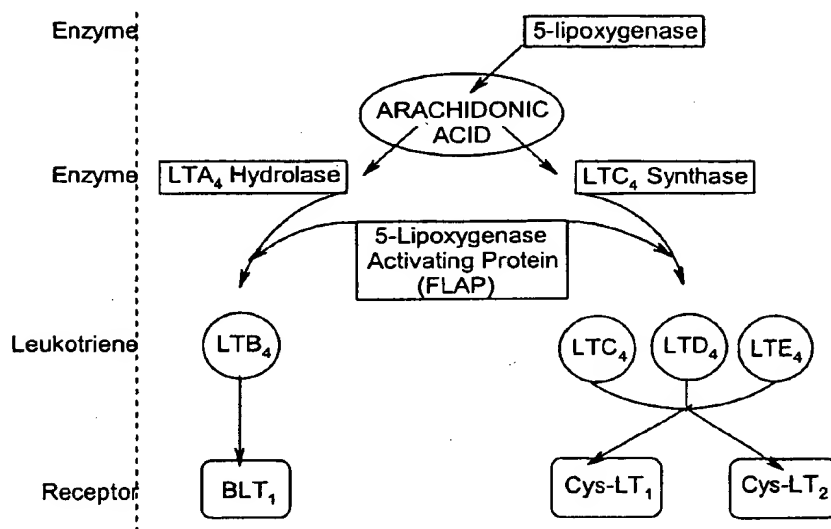 Enzyme
5-lipoxygenase
ARACHIDONIC
ACID
Enzyme
LTA₄ Hydrolase
LTC₄ Synthase
5-Lipoxygenase
Activating Protein
(FLAP)
Leukotriene
LTB₄
LTC₄
LTD₄
LTE₄
Receptor
BLT₁
Cys-LT₁
Cys-LT₂